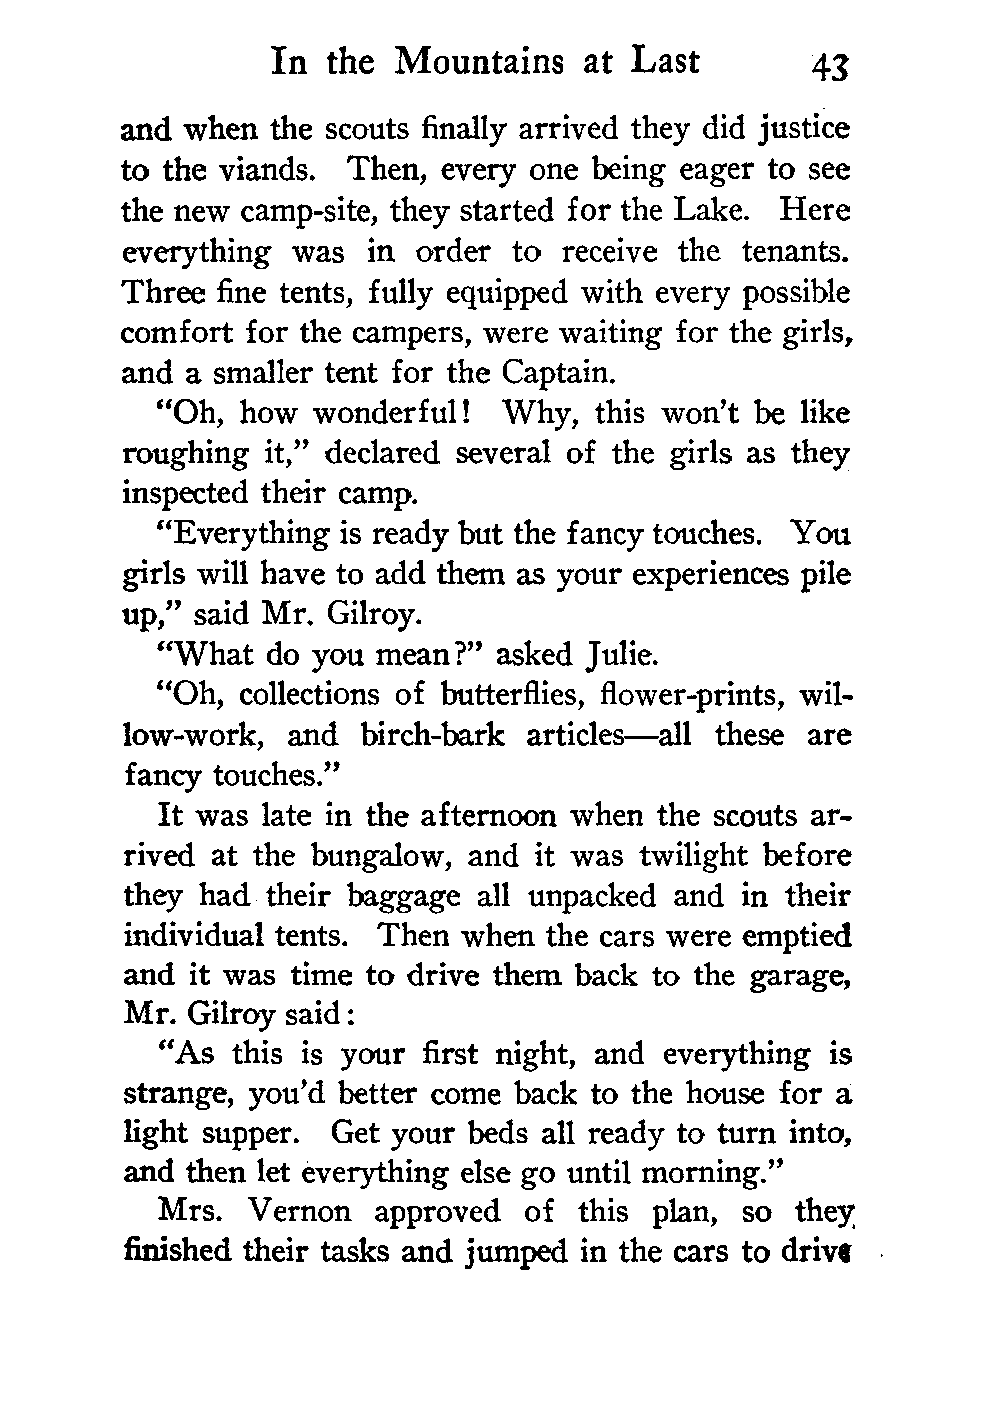 In the Mountains at Last 43
and when the scouts finally arrived they did justice
to the viands. Then, every one being eager to see
the new camp-site, they started for the Lake. Here
everything was in order to receive the tenants.
Three fine tents, fully equipped with every possible
comfort for the campers, were waiting for the girls,
and a smaller tent for the Captain.
“Oh, how wonderful! Why, this won’t be like
roughing it,” declared several of the girls as they
inspected their camp.
“Everything is ready but the fancy touches. You
girls will have to add them as your experiences pile
up,” said Mr. Gilroy.
“What do you mean?” asked Julie.
“Oh, collections of butterflies, flower-prints, wil-
low-work, and birch-bark articles—all these are
fancy touches.”
It was late in the afternoon when the scouts ar-
rived at the bungalow, and it was twilight before
they had their baggage all unpacked and in their
individual tents. Then when the cars were emptied
and it was time to drive them back to the garage,
Mr. Gilroy said:
“As this is your first night, and everything is
strange, you’d better come back to the house for a
light supper. Get your beds all ready to turn into,
and then let everything else go until morning.”
Mrs. Vernon approved of this plan, so they
finished their tasks and jumped in the cars to drive